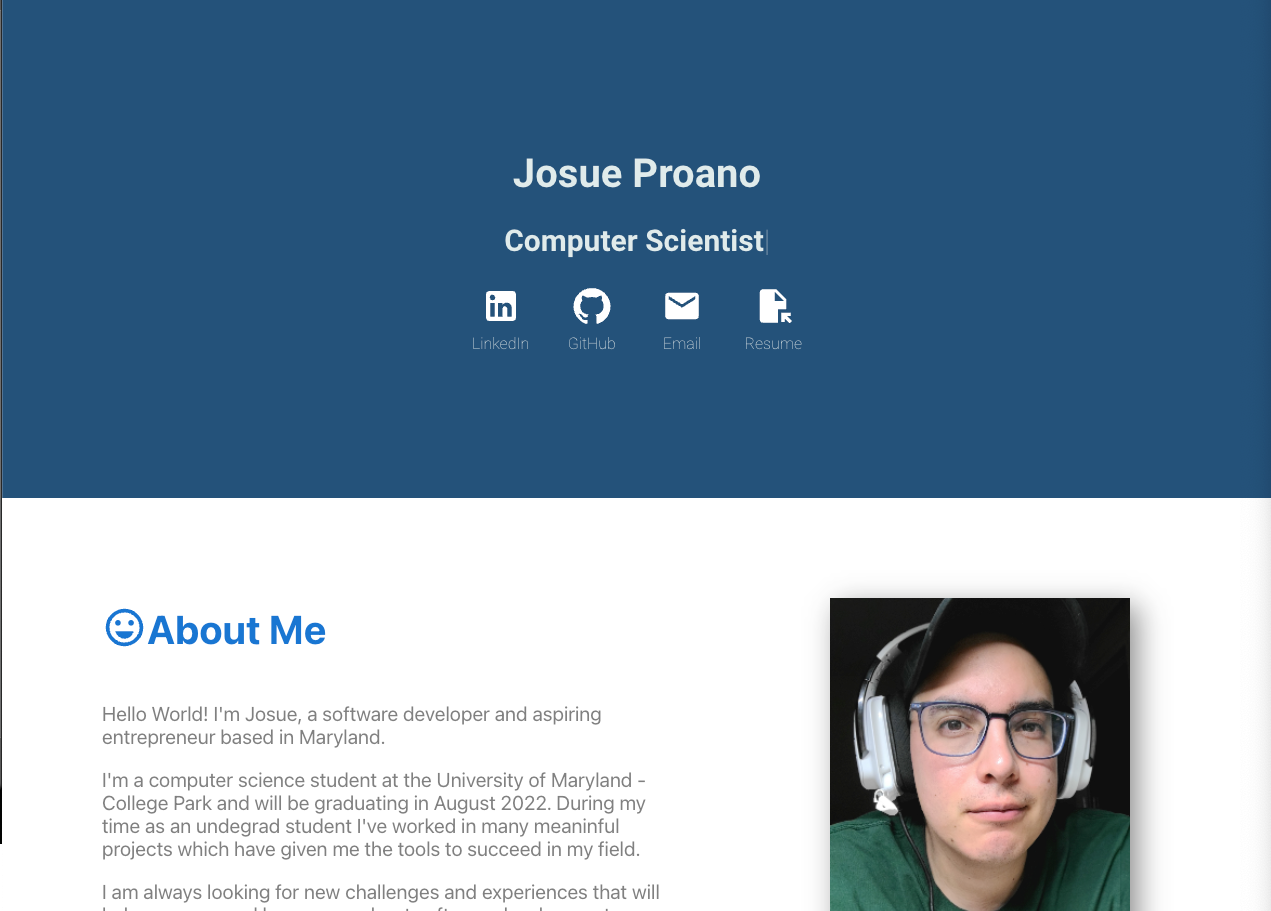 Josue Proano
Computer Scientist
LinkedIn GitHub Email Resume
About Me
Hello World! I'm Josue, a software developer and aspiring
entrepreneur based in Maryland.
I'm a computer science student at the University of Maryland -
College Park and will be graduating in August 2022. During my
time as an undegrad student I've worked in many meaninful
projects which have given me the tools to succeed in my field.
I am always looking for new challenges and experiences that will